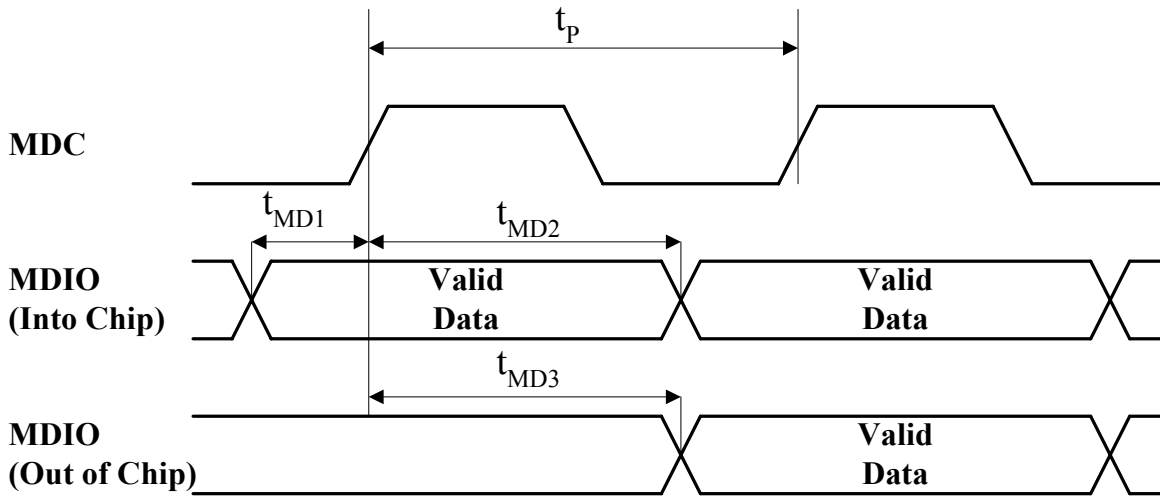 tP
MDC
tMD1
tMD2
MDIO
(Into Chip)
Valid
Data
Valid
Data
tMD3
MDIO
(Out of Chip)
Valid
Data